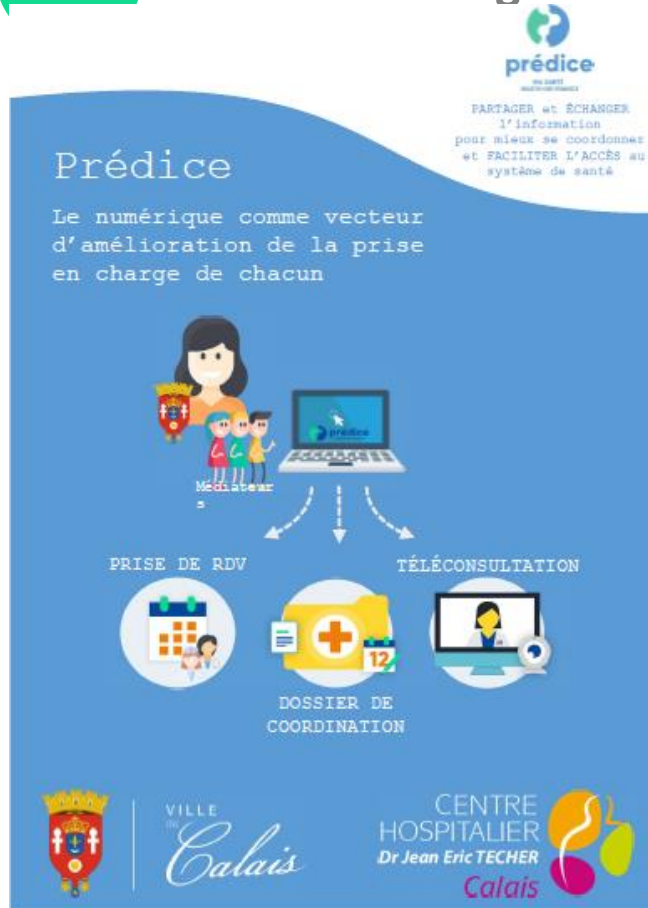 prédice
PARTAGER et ÉCHANGER
l'information
pour mieux se coordonner
et FACILITER L'ACCÈS au
système de santé
Prédice
Le numérique comme vecteur
d'amélioration de la prise
en charge de chacun
prédice
Médiateur
s
PRISE DE RDV
TÉLÉCONSULTATION
12
DOSSIER DE
COORDINATION
VILLE
DE
Calais
CENTRE
HOSPITALIER
Dr Jean Eric TECHER
Calais